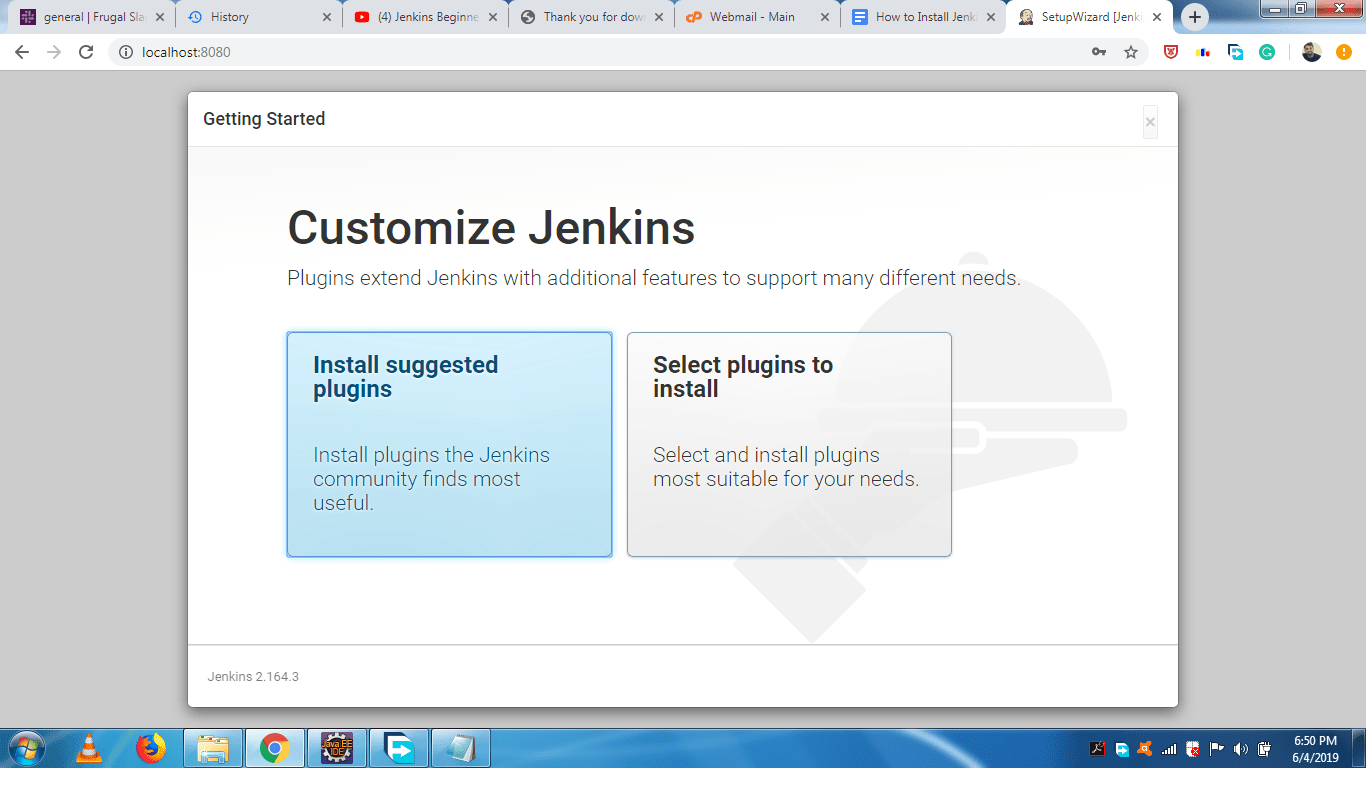 general | Frugal Sla
History
(4) Jenkins Beginne
Thank you for dow
Webmail - Main
How to Install Jenki
SetupWizard [Jenki
localhost:8080
Getting Started
Customize Jenkins
Plugins extend Jenkins with additional features to support many different needs.
Install suggested
plugins
Install plugins the Jenkins
community finds most
useful.
Select plugins to
install
Select and install plugins
most suitable for your needs.
Jenkins 2.164.3
Java EE
IDE
6:50 PM
6/4/2019